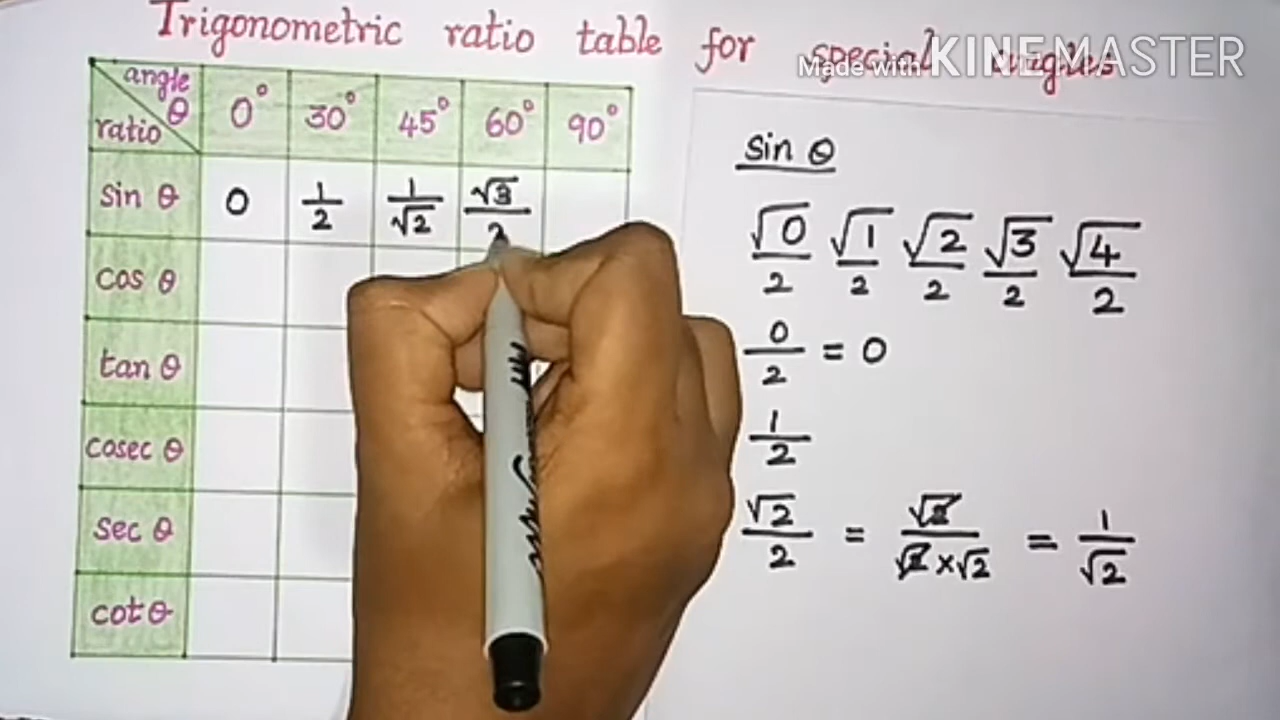 Trigonometric ratio table for special angles
Made with KINEMASTER
angle θ
ratio
0° 30° 45° 60° 90°
sin θ 0 1/2 1/√2 √3/2
cos θ
tan θ
cosec θ
sec θ
cot θ
Sin θ
√0/2 √1/2 √2/2 √3/2 √4/2
0/2 = 0
1/2
√2/2 = √2/√2×√2 = 1/√2